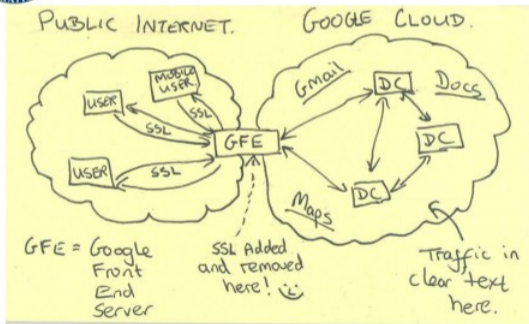 PUBLIC INTERNET.
GOOGLE CLOUD.
MOBILE
USER
USER
SSL
SSL
USER
SSL
GFE
Gmail
DC
Docs
DC
DC
Maps
GFE = Google
Front
End
Server
SSL Added
and removed
here!
Traffic in
clear text
here.